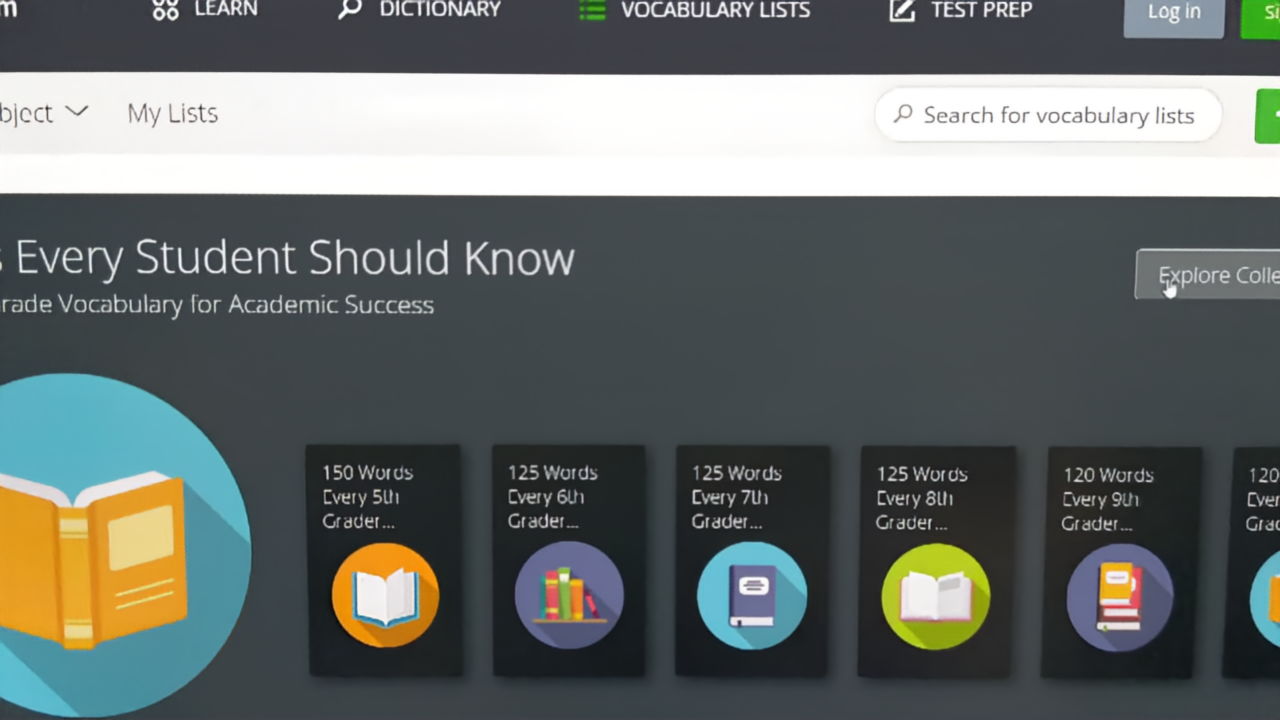 m LEARN DICTIONARY VOCABULARY LISTS TEST PREP Log in Si
bject My Lists Search for vocabulary lists
s Every Student Should Know
Explore Colle
rade Vocabulary for Academic Success
150 Words
Every 5th
Grader...
125 Words
Every 6th
Grader...
125 Words
Every 7th
Grader...
125 Words
Every 8th
Grader...
120 Words
Every 9th
Grader...
120
Ever
Grad